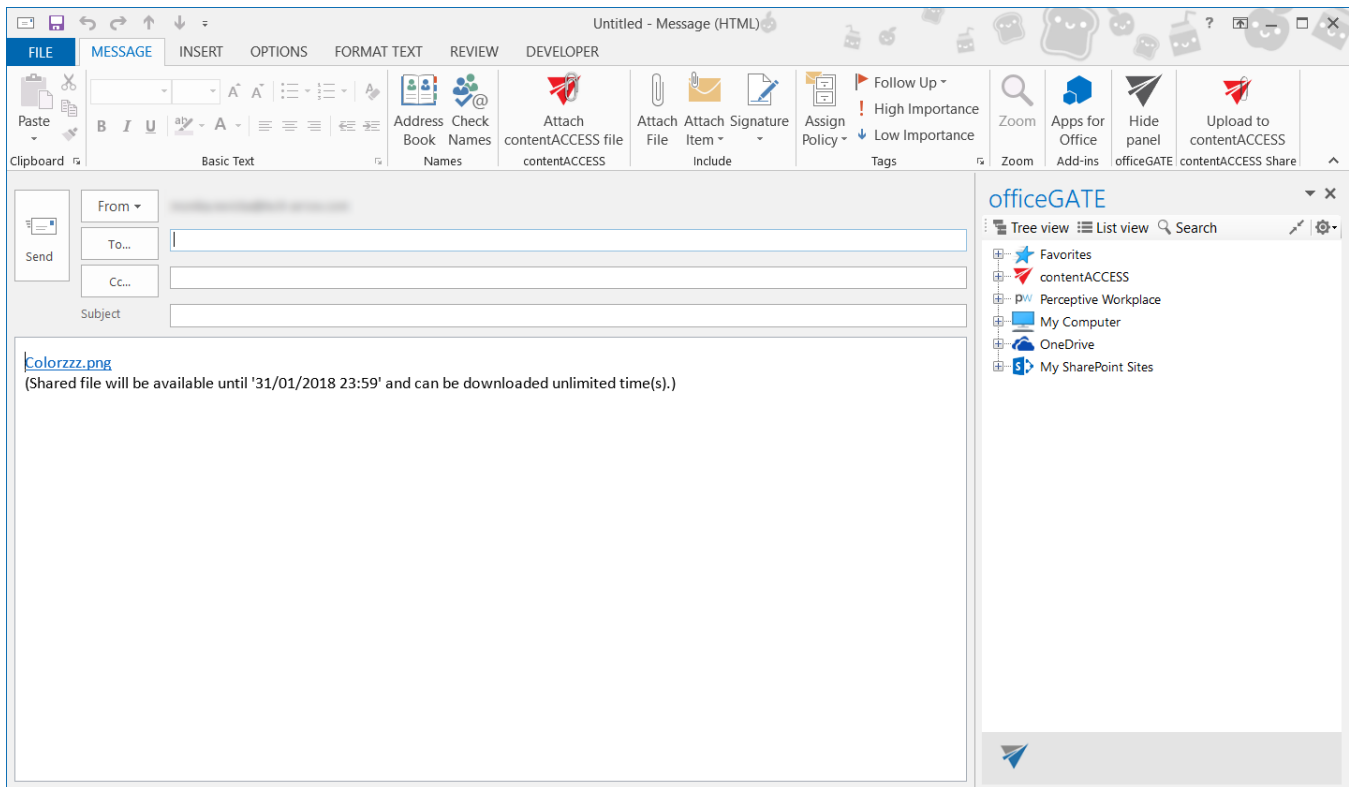 Untitled - Message (HTML)
?
FILE MESSAGE INSERT OPTIONS FORMAT TEXT REVIEW DEVELOPER
Paste
Clipboard
A A
B I U ab A
Basic Text
Address Book
Check Names
Names
Attach contentACCESS file
contentACCESS
Attach File
Attach Item
Signature
Include
Assign Policy
Follow Up
High Importance
Low Importance
Tags
Zoom
Zoom
Apps for Office
Add-ins
Hide panel
officeGATE
Upload to contentACCESS
contentACCESS Share
Send
From
To...
Cc...
Subject
Colorzzz.png
(Shared file will be available until '31/01/2018 23:59' and can be downloaded unlimited time(s).)
officeGATE
Tree view List view Search
Favorites
contentACCESS
pw Perceptive Workplace
My Computer
OneDrive
S My SharePoint Sites